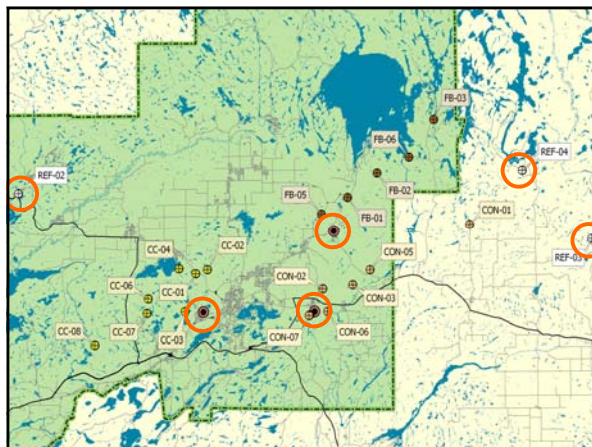 FB-03
FB-06
REF-04
REF-02
FB-02
FB-05
CON-01
FB-01
CC-04
CC-02
REF-03
CON-05
CC-06
CC-01
CON-02
CON-03
CC-07
CC-08
CC-03
CON-07
CON-06